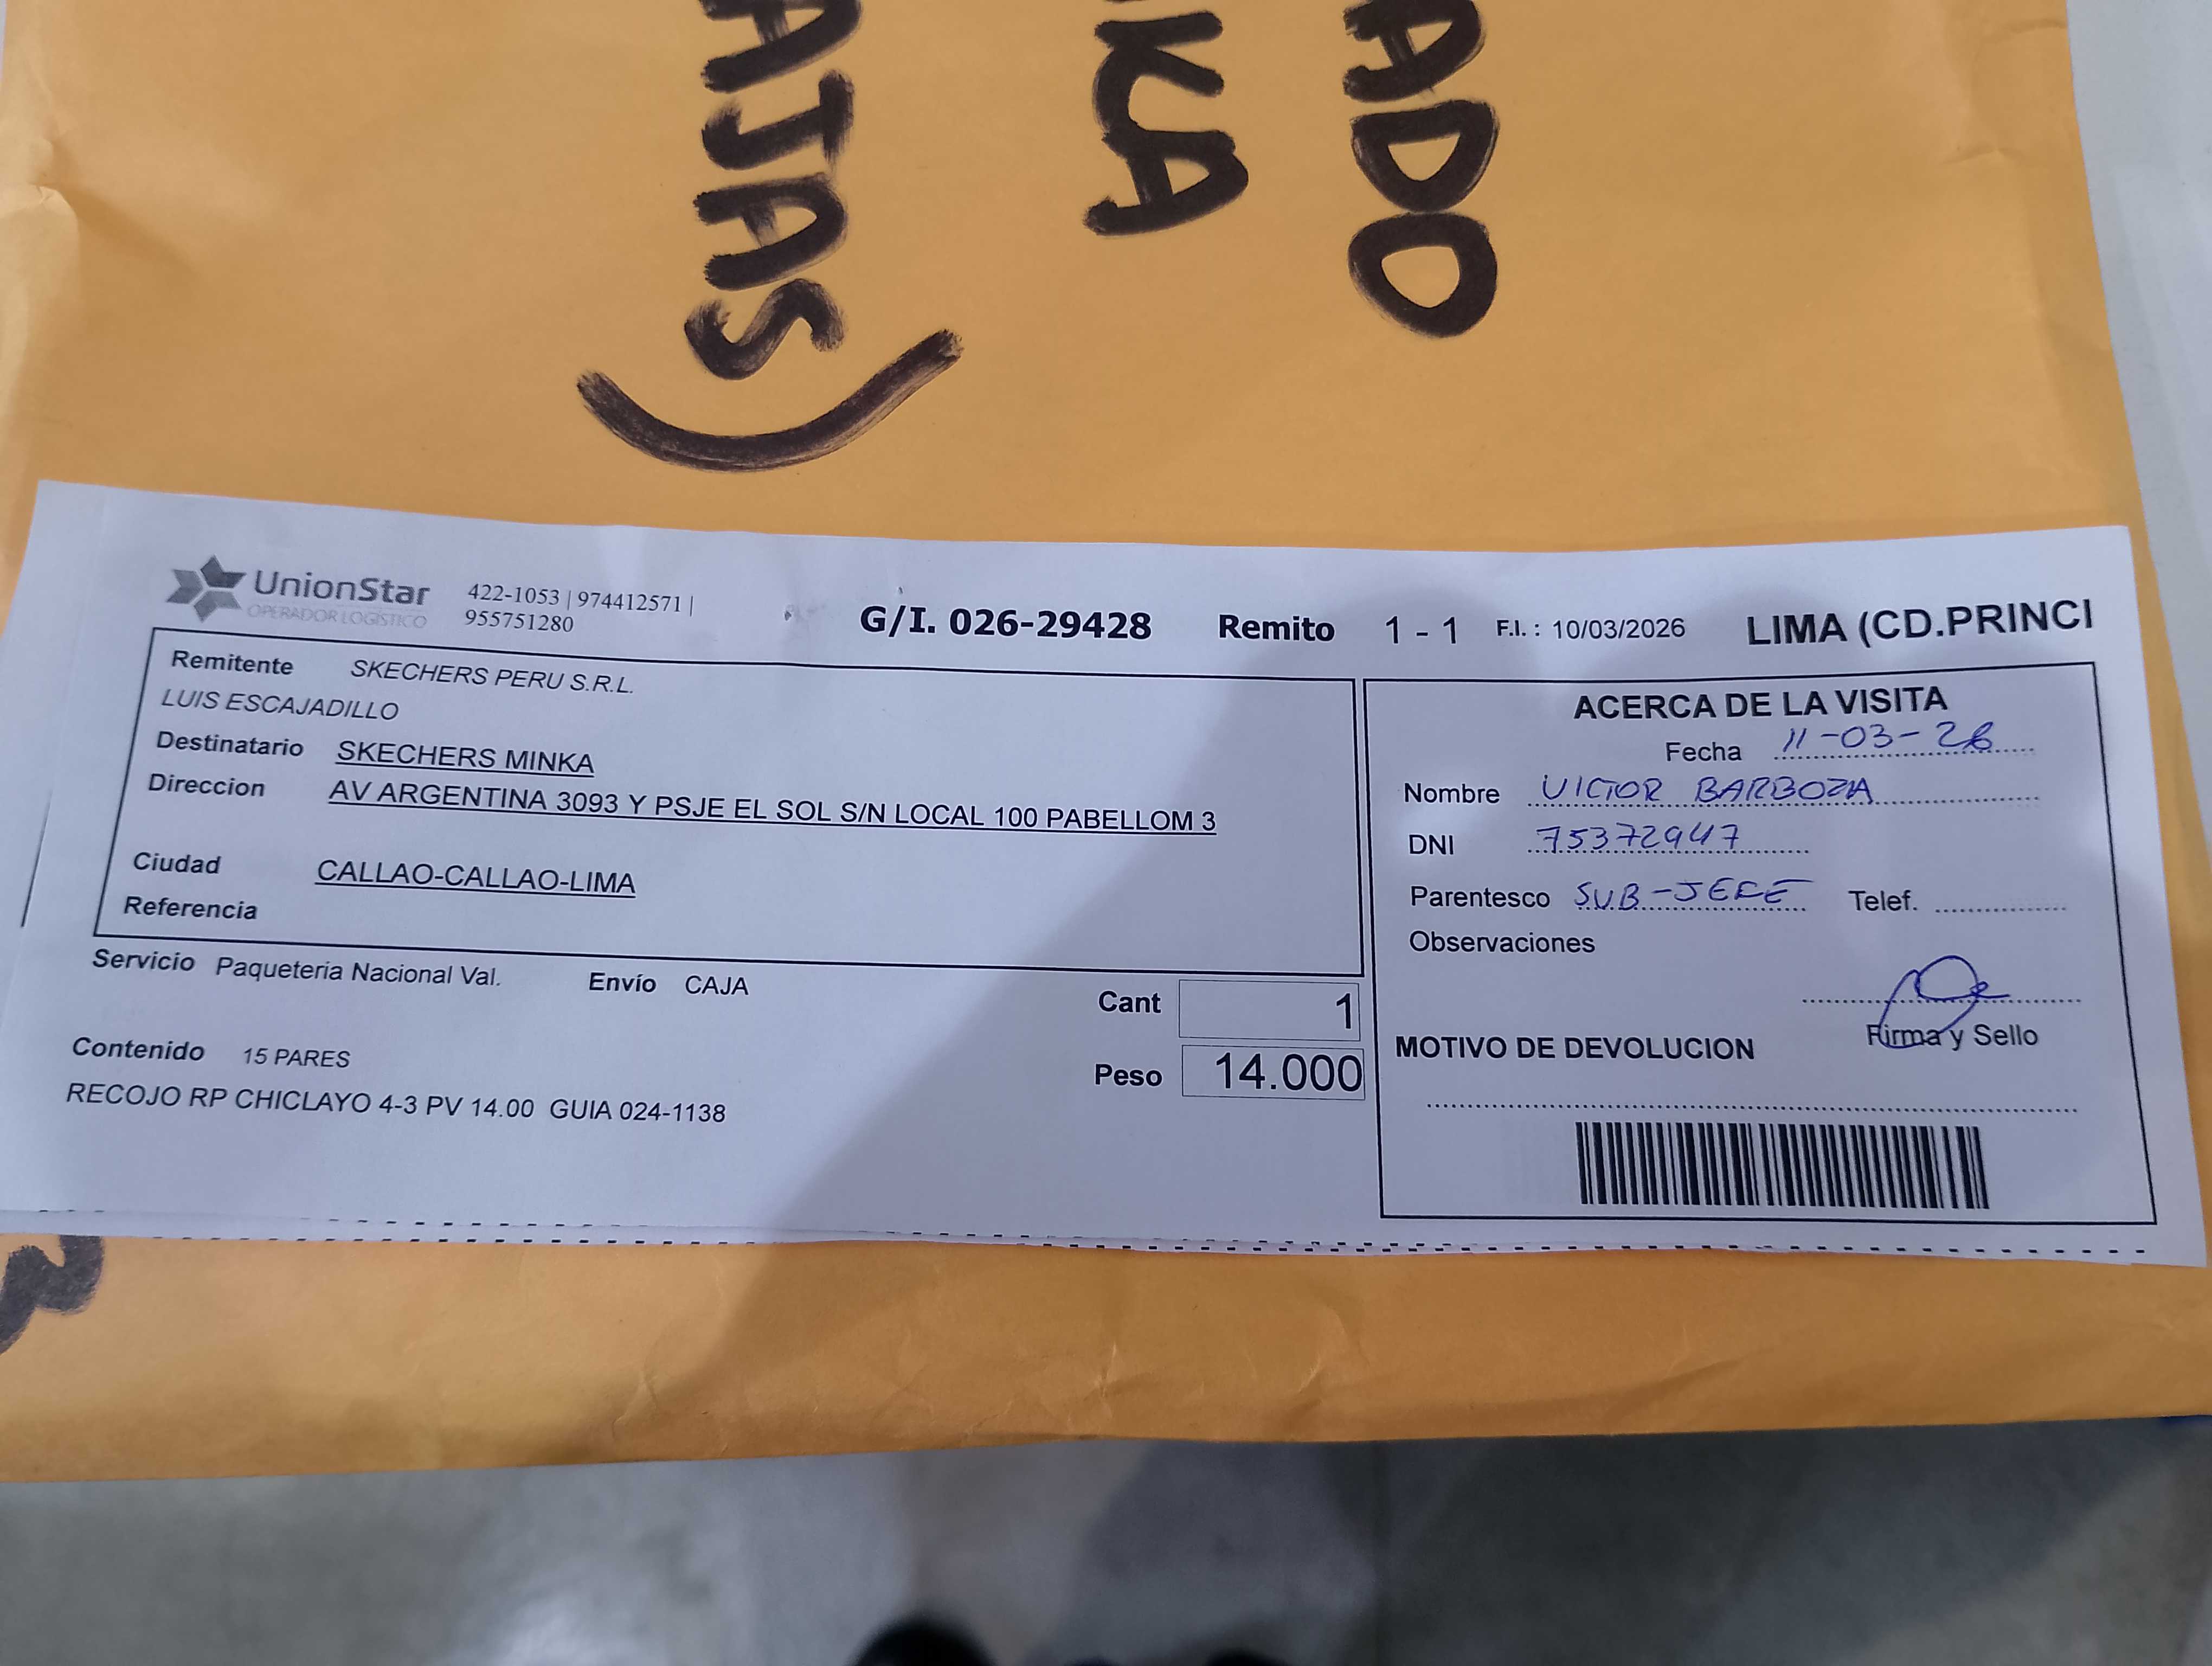 ADO
KA
AJAS)
UnionStar
OPERADOR LOGÍSTICO
422-1053 | 974412571 |
955751280
G/I. 026-29428 Remito 1 - 1 F.I. : 10/03/2026 LIMA (CD.PRINCI
Remitente SKECHERS PERU S.R.L.
LUIS ESCAJADILLO
Destinatario SKECHERS MINKA
Direccion AV ARGENTINA 3093 Y PSJE EL SOL S/N LOCAL 100 PABELLOM 3
Ciudad CALLAO-CALLAO-LIMA
Referencia
Servicio Paqueteria Nacional Val. Envío CAJA
Cant 1
Peso 14.000
Contenido 15 PARES
RECOJO RP CHICLAYO 4-3 PV 14.00 GUIA 024-1138
ACERCA DE LA VISITA
Fecha 11-03-26
Nombre VICTOR BARBOZA
DNI 75372947
Parentesco SUB-JEFE Telef.
Observaciones
Firma y Sello
MOTIVO DE DEVOLUCION